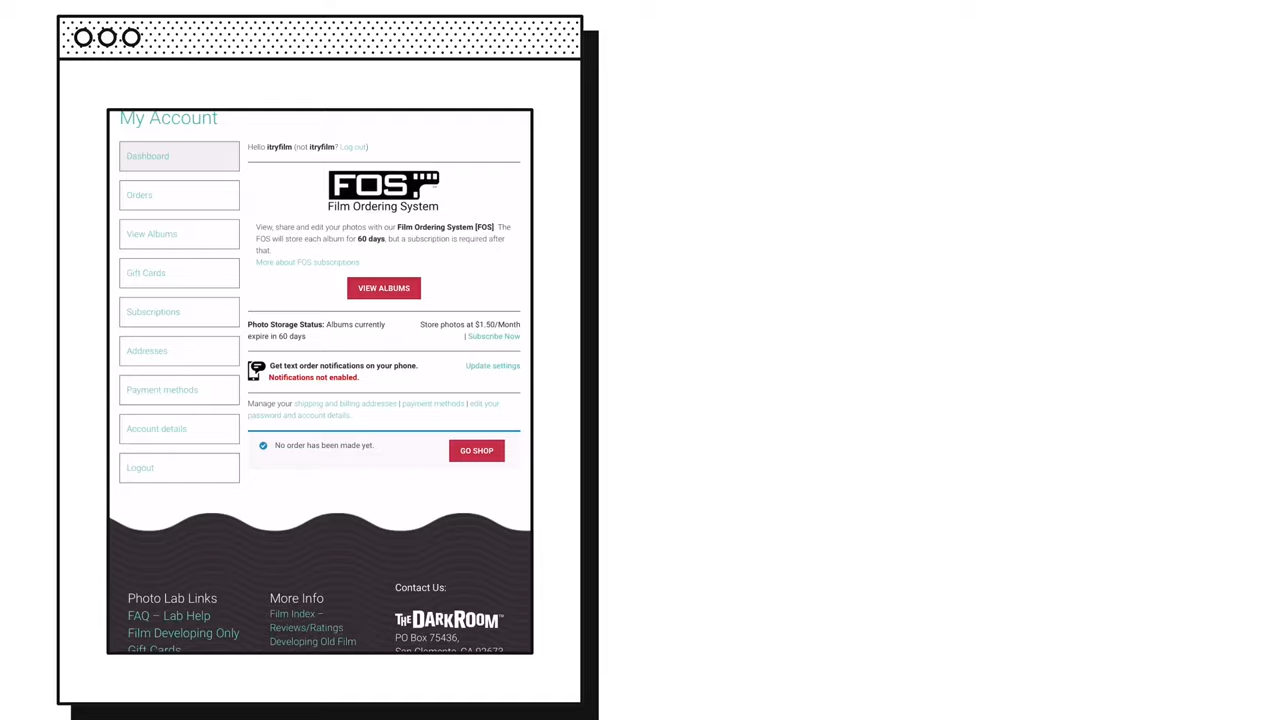 My Account
Dashboard
Orders
View Albums
Gift Cards
Subscriptions
Addresses
Payment methods
Account details
Logout
Hello itryfilm (not itryfilm? Log out)
FOS
Film Ordering System
View, share and edit your photos with our Film Ordering System [FOS] The
FOS will store each album for 60 days, but a subscription is required after
that.
More about FOS subscriptions
VIEW ALBUMS
Photo Storage Status: Albums currently
expire in 60 days
Store photos at $1.50/Month
| Subscribe Now
Get text order notifications on your phone.
Notifications not enabled.
Update settings
Manage your shipping and billing addresses | payment methods | edit your
password and account details.
No order has been made yet.
GO SHOP
Photo Lab Links
FAQ – Lab Help
Film Developing Only
Gift Cards
More Info
Film Index –
Reviews/Ratings
Developing Old Film
Contact Us:
THE DARKROOM™
PO Box 75436,
San Clemente, CA 92673